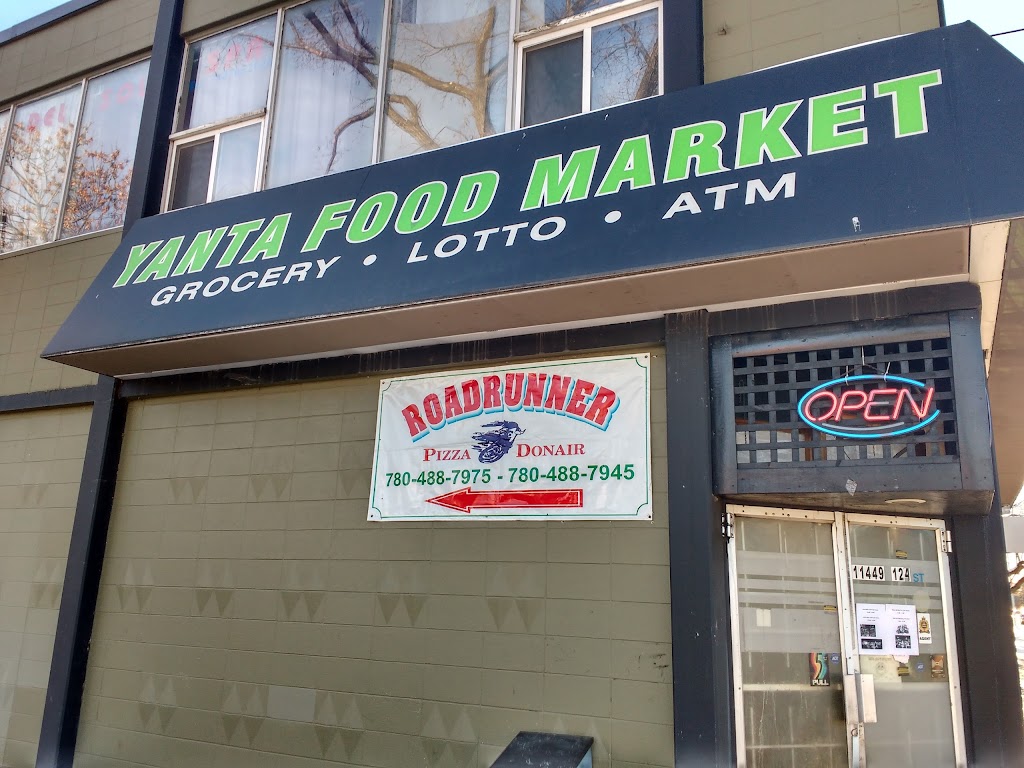 YANTA FOOD MARKET
GROCERY • LOTTO • ATM
ROADRUNNER
PIZZA DONAIR
780-488-7975 - 780-488-7945
OPEN
11449 124 ST
PULL